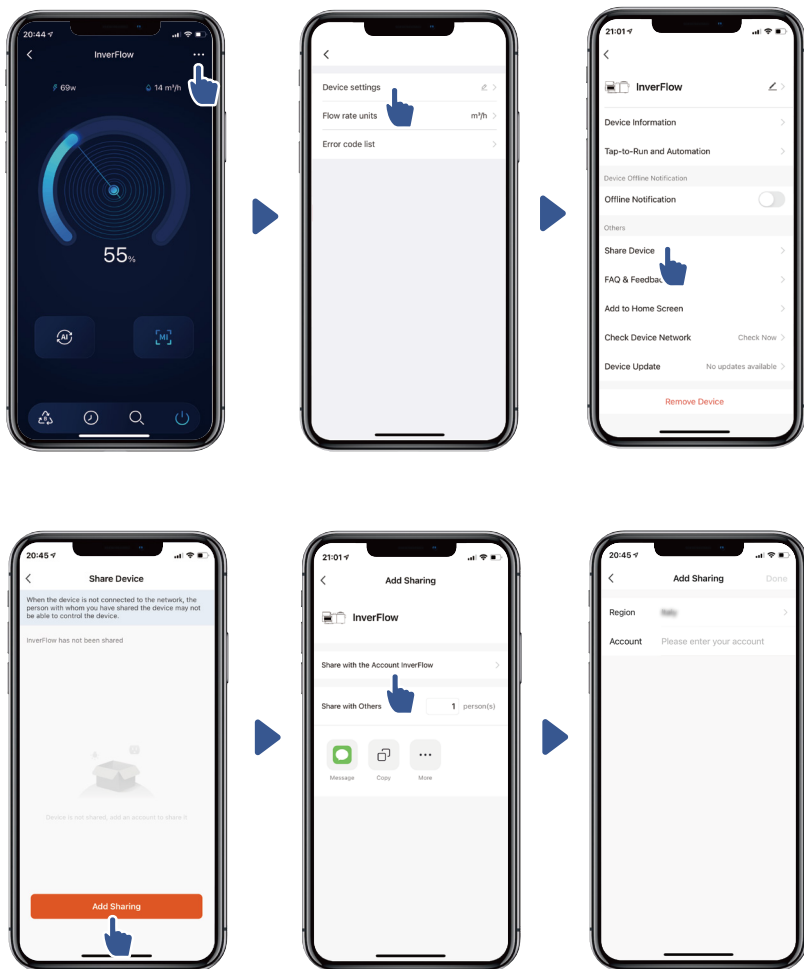 20:44
InverFlow
69w
14 m³/h
55%
AI
MI
Device settings
Flow rate units
m³/h
Error code list
21:01
InverFlow
Device Information
Tap-to-Run and Automation
Device Offline Notification
Offline Notification
Others
Share Device
FAQ &
Add to Home Screen
Check Device Network
Check Now
Device Update
No updates available
Remove Device
20:45
Share Device
When the device is not connected to the network, the
person with whom you have shared the device may not
be able to control the device.
InverFlow has not been shared
Device is not shared, add an account to share it
Add Sharing
21:01
Add Sharing
InverFlow
Share with the Account InverFlow
Share with Others
1 person(s)
Message
Copy
More
20:45
Add Sharing
Done
Region
Account
Please enter your account